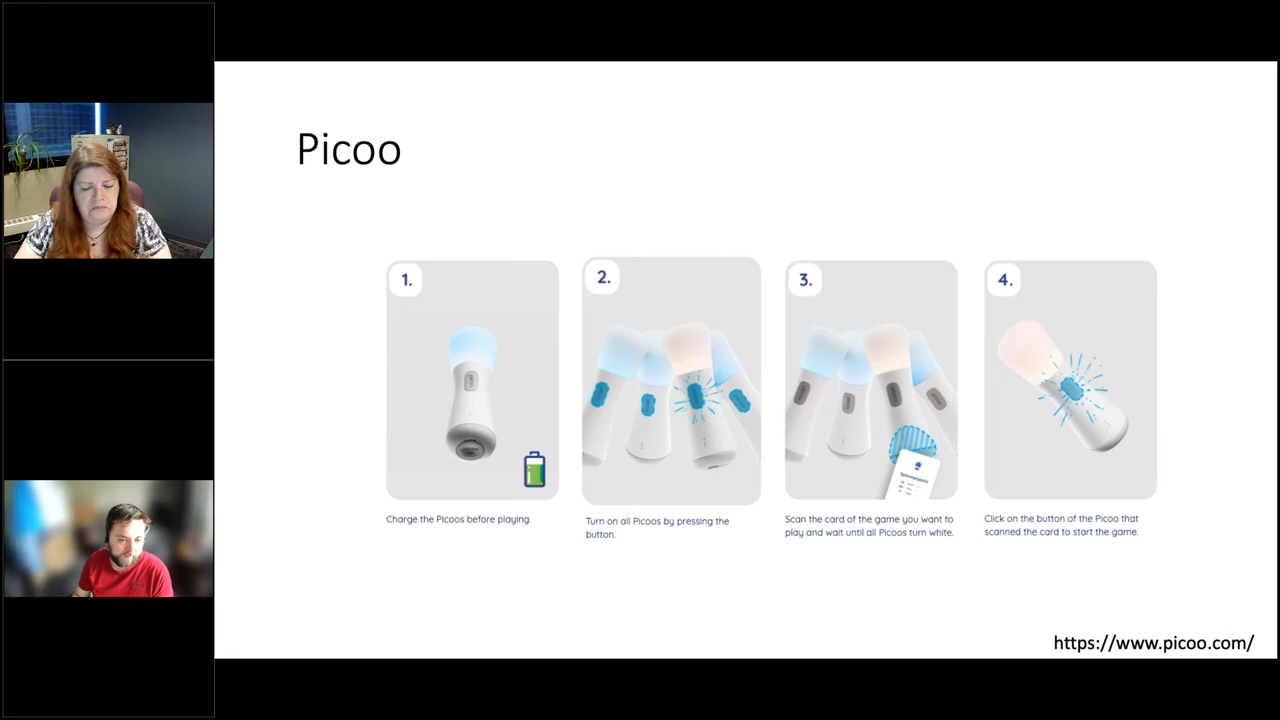 Picoo
1.
2.
3.
4.
Charge the Picoos before playing.
Turn on all Picoos by pressing the
button.
Scan the card of the game you want to
play and wait until all Picoos turn white.
Click on the button of the Picoo that
scanned the card to start the game.
https://www.picoo.com/